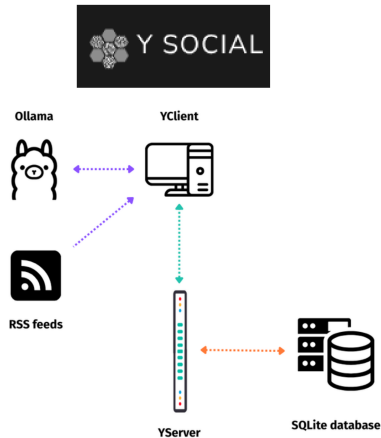 Y SOCIAL
Ollama
YClient
RSS feeds
YServer
SQLite database